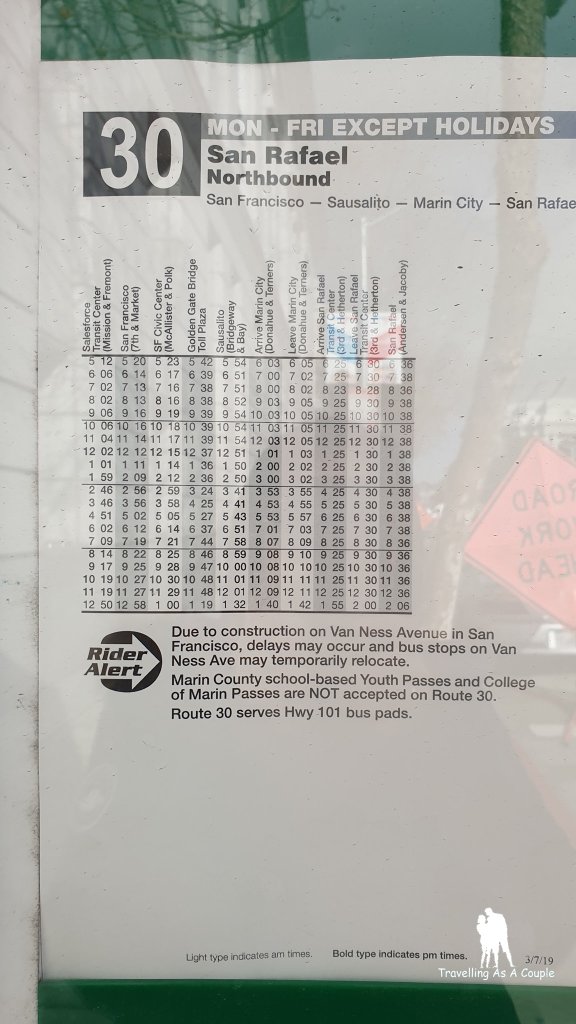 30
MON - FRI EXCEPT HOLIDAYS
San Rafael
Northbound
San Francisco — Sausalito — Marin City — San Rafae
Salesforce Transit Center (Mission & Fremont)
San Francisco (7th & Market)
SF Civic Center (McAllister & Polk)
Golden Gate Bridge Toll Plaza
Sausalito (Bridgeway & Bay)
Arrive Marin City (Donahue & Terners)
Leave Marin City (Donahue & Terners)
Arrive San Rafael Transit Center (3rd & Hetherton)
Leave San Rafael Transit Center (3rd & Hetherton)
San Rafael (Andersen & Jacoby)
5 12 5 20 5 23 5 42 5 54 6 03 6 05 6 25 6 30 6 36
6 06 6 14 6 17 6 39 6 51 7 00 7 02 7 25 7 30 7 38
7 02 7 13 7 16 7 38 7 51 8 00 8 02 8 23 8 28 8 36
8 02 8 13 8 16 8 38 8 52 9 03 9 05 9 25 9 30 9 38
9 06 9 16 9 19 9 39 9 54 10 03 10 05 10 25 10 30 10 38
10 06 10 16 10 18 10 39 10 54 11 03 11 05 11 25 11 30 11 38
11 04 11 14 11 17 11 39 11 54 12 03 12 05 12 25 12 30 12 38
12 02 12 12 12 15 12 37 12 51 1 01 1 03 1 25 1 30 1 38
1 01 1 11 1 14 1 36 1 50 2 00 2 02 2 25 2 30 2 38
1 59 2 09 2 12 2 36 2 50 3 00 3 02 3 25 3 30 3 38
2 46 2 56 2 59 3 24 3 41 3 53 3 55 4 25 4 30 4 38
3 46 3 56 3 58 4 25 4 41 4 53 4 55 5 25 5 30 5 38
4 51 5 02 5 05 5 27 5 43 5 53 5 57 6 25 6 30 6 38
6 02 6 12 6 14 6 37 6 51 7 01 7 03 7 25 7 30 7 38
7 09 7 19 7 21 7 44 7 58 8 07 8 09 8 25 8 30 8 36
8 14 8 22 8 25 8 46 8 59 9 08 9 10 9 25 9 30 9 36
9 17 9 25 9 28 9 47 10 00 10 08 10 10 10 25 10 30 10 36
10 19 10 27 10 30 10 48 11 01 11 09 11 11 11 25 11 30 11 36
11 19 11 27 11 29 11 48 12 01 12 09 12 11 12 25 12 30 12 36
12 50 12 58 1 00 1 19 1 32 1 40 1 42 1 55 2 00 2 06
Rider Alert
Due to construction on Van Ness Avenue in San
Francisco, delays may occur and bus stops on Van
Ness Ave may temporarily relocate.
Marin County school-based Youth Passes and College
of Marin Passes are NOT accepted on Route 30.
Route 30 serves Hwy 101 bus pads.
ROAD
WORK
AHEAD
Light type indicates am times. Bold type indicates pm times. 3/7/19
Travelling As A Couple